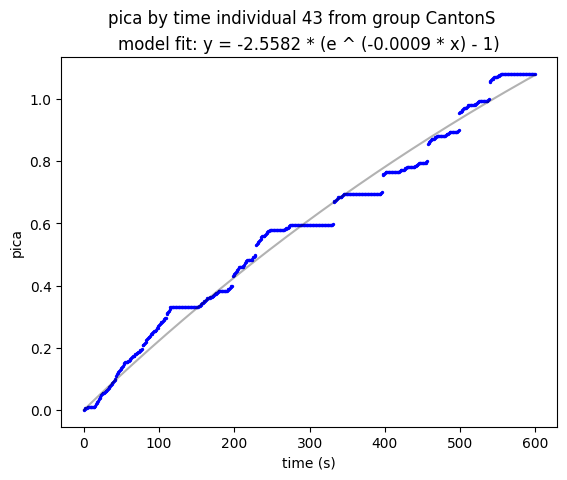 pica by time individual 43 from group CantonS
model fit: y = -2.5582 * (e ^ (-0.0009 * x) - 1)
1.0
0.8
0.6
0.4
0.2
0.0
pica
0 100 200 300 400 500 600
time (s)